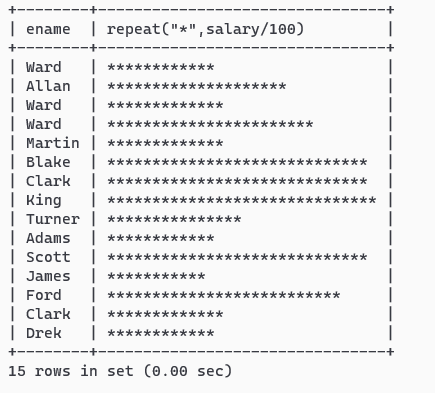 +--------+--------------------------------+
| ename  | repeat("*",salary/100)         |
+--------+--------------------------------+
| Ward   | ************                   |
| Allan  | ********************           |
| Ward   | *************                  |
| Ward   | ***********************        |
| Martin | *************                  |
| Blake  | *****************************  |
| Clark  | *****************************  |
| King   | ****************************** |
| Turner | ***************                |
| Adams  | ************                   |
| Scott  | *****************************  |
| James  | ***********                    |
| Ford   | **************************     |
| Clark  | *************                  |
| Drek   | ************                   |
+--------+--------------------------------+
15 rows in set (0.00 sec)